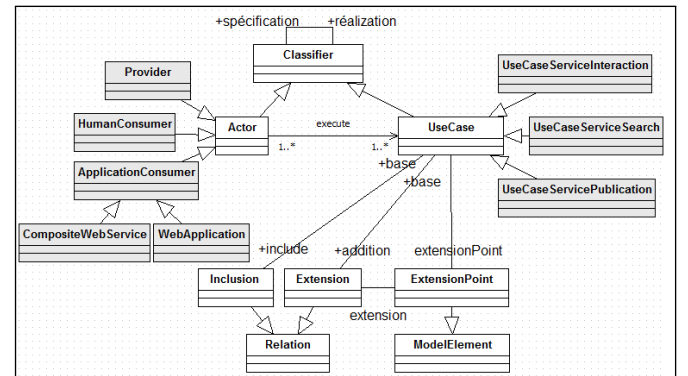 +spécification +réalization
Classifier
Provider
UseCaseServiceInteraction
HumanConsumer
Actor
execute
UseCase
UseCaseServiceSearch
1..* 1..*
+base
ApplicationConsumer
+base
UseCaseServicePublication
CompositeWebService
WebApplication
+include
+addition
extensionPoint
Inclusion
Extension
ExtensionPoint
extension
Relation
ModelElement